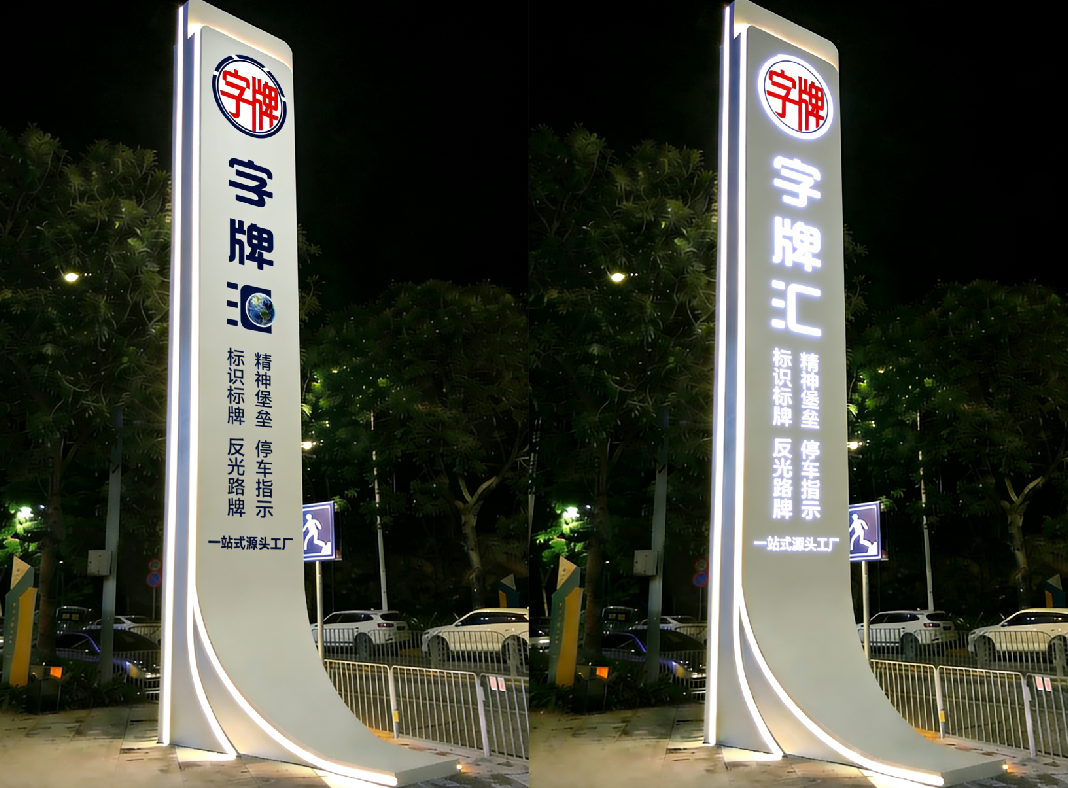 字牌
字牌汇
精神堡垒 停车指示
标识标牌 反光路牌
一站式源头工厂
字牌
字牌汇
精神堡垒 停车指示
标识标牌 反光路牌
一站式源头工厂